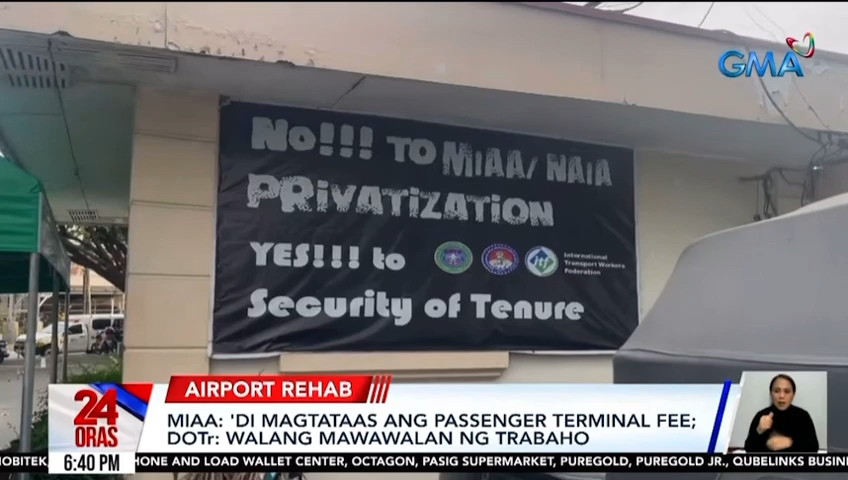 GMA
No!!! TO MIAA/ NAIA
PRIVATIZATION
YES!!! to
itf
International
Transport Workers
Federation
Security of Tenure
AIRPORT REHAB
24
ORAS
MIAA: 'DI MAGTATAAS ANG PASSENGER TERMINAL FEE;
DOTr: WALANG MAWAWALAN NG TRABAHO
6:40 PM
HONE AND LOAD WALLET CENTER, OCTAGON, PASIG SUPERMARKET, PUREGOLD, PUREGOLD JR., QUBELINKS BUSIN